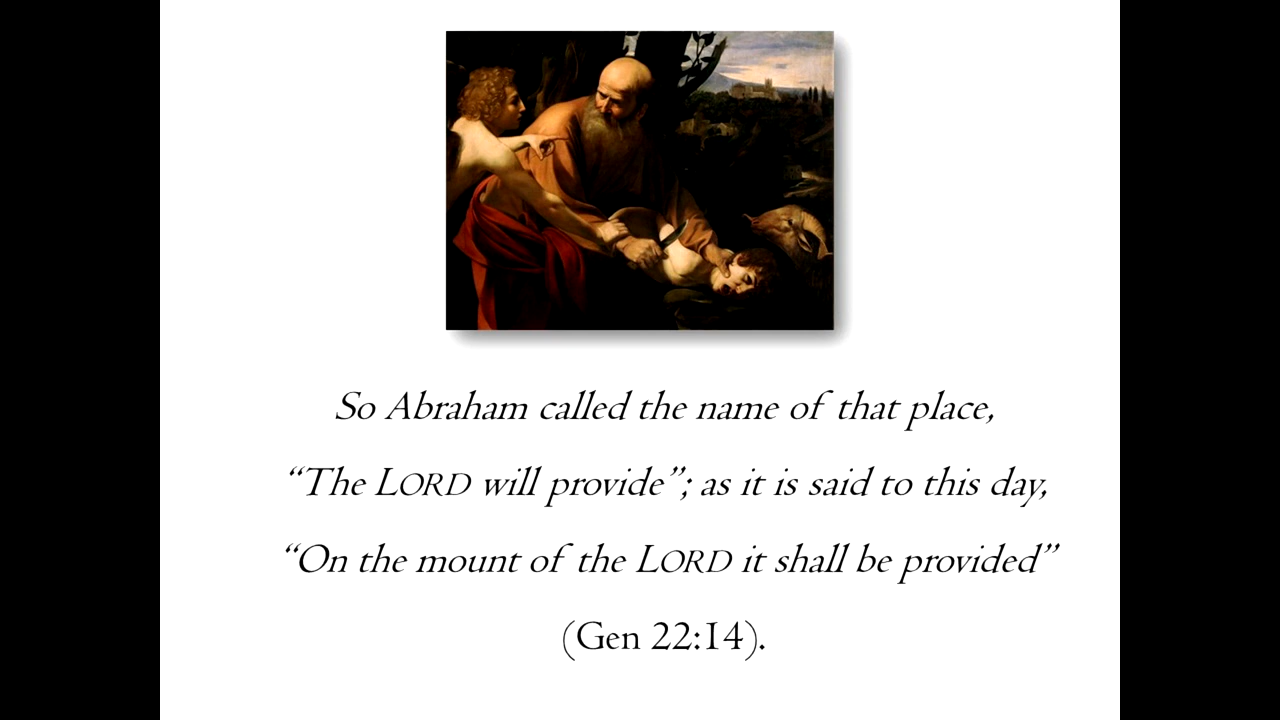 So Abraham called the name of that place,
“The LORD will provide”; as it is said to this day,
“On the mount of the LORD it shall be provided”
(Gen 22:14).